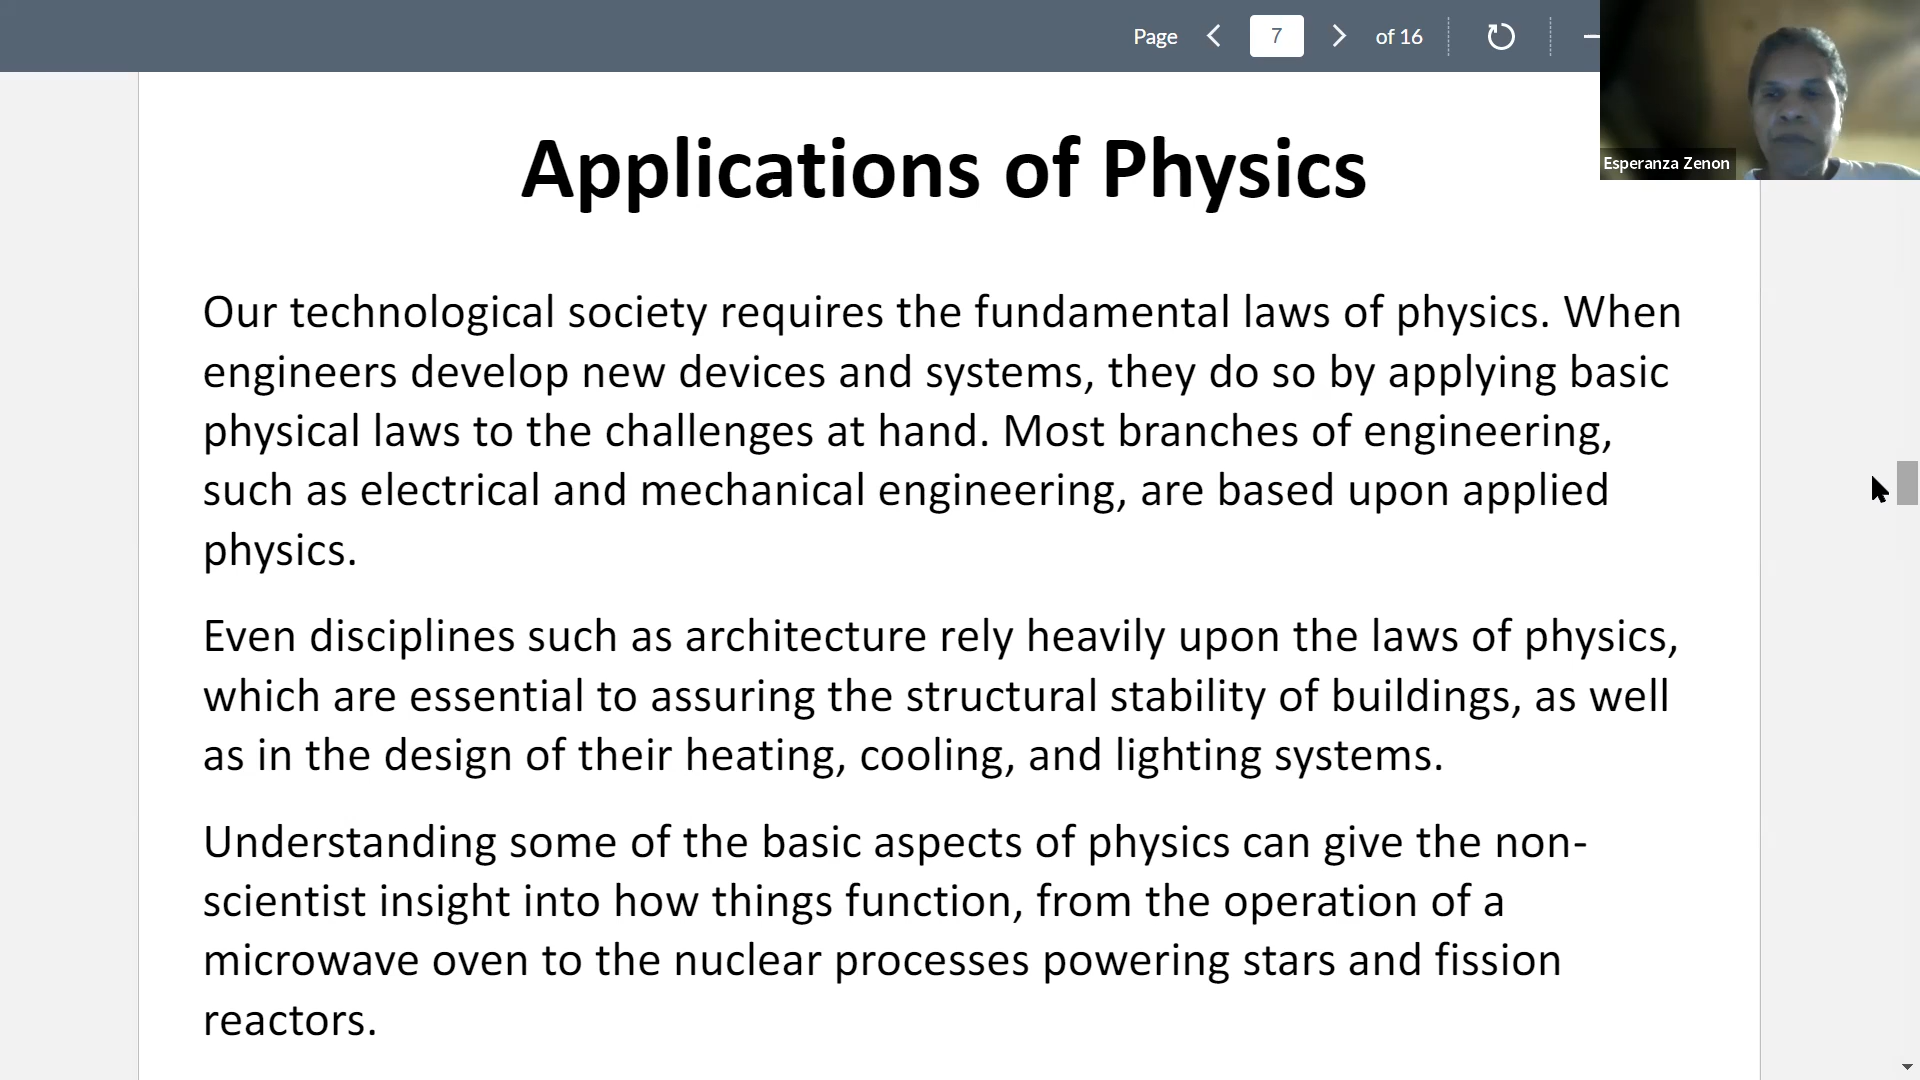 Page 7 of 16
Esperanza Zenon
Applications of Physics
Our technological society requires the fundamental laws of physics. When
engineers develop new devices and systems, they do so by applying basic
physical laws to the challenges at hand. Most branches of engineering,
such as electrical and mechanical engineering, are based upon applied
physics.
Even disciplines such as architecture rely heavily upon the laws of physics,
which are essential to assuring the structural stability of buildings, as well
as in the design of their heating, cooling, and lighting systems.
Understanding some of the basic aspects of physics can give the non-
scientist insight into how things function, from the operation of a
microwave oven to the nuclear processes powering stars and fission
reactors.